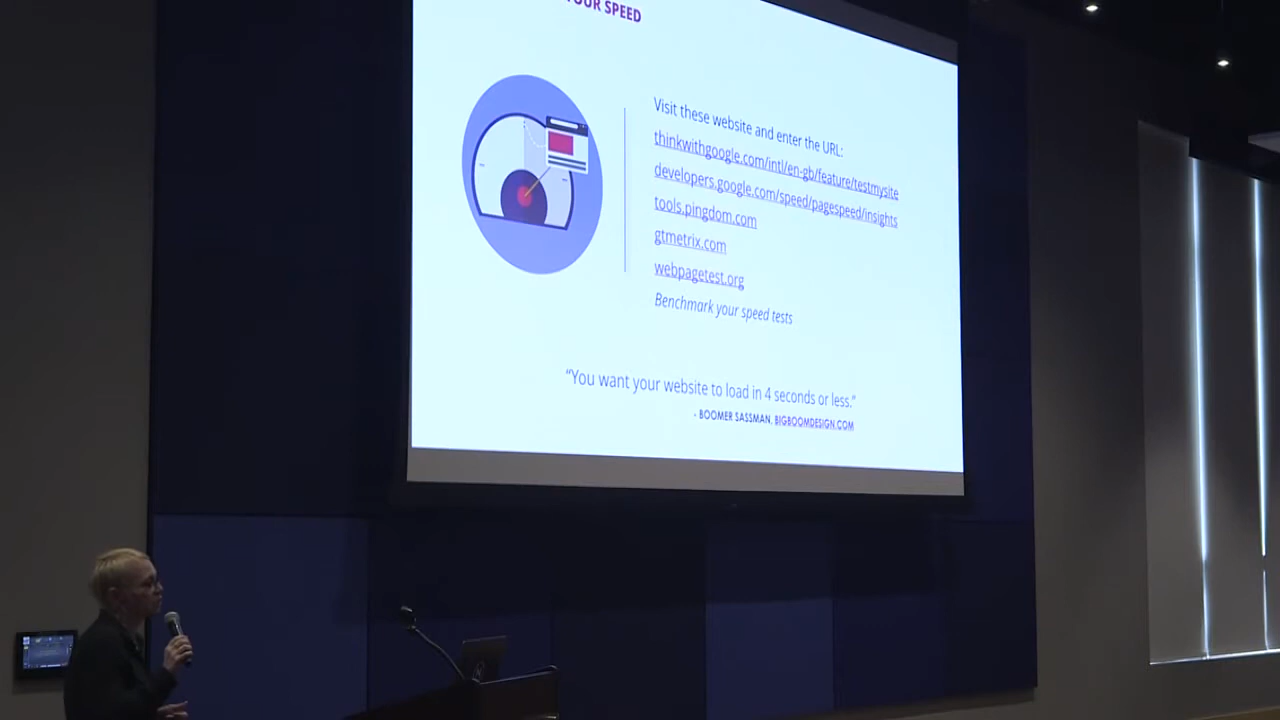 YOUR SPEED
Visit these website and enter the URL:
thinkwithgoogle.com/intl/en-gb/feature/testmysite
developers.google.com/speed/pagespeed/insights
tools.pingdom.com
gtmetrix.com
webpagetest.org
Benchmark your speed tests
“You want your website to load in 4 seconds or less.”
- BOOMER SASSMAN, BIGBOOMDESIGN.COM